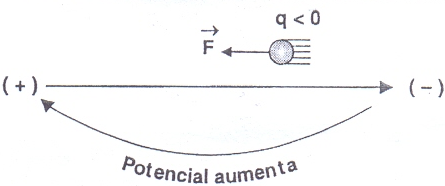 q < 0
F
(+)
(−)
Potencial aumenta